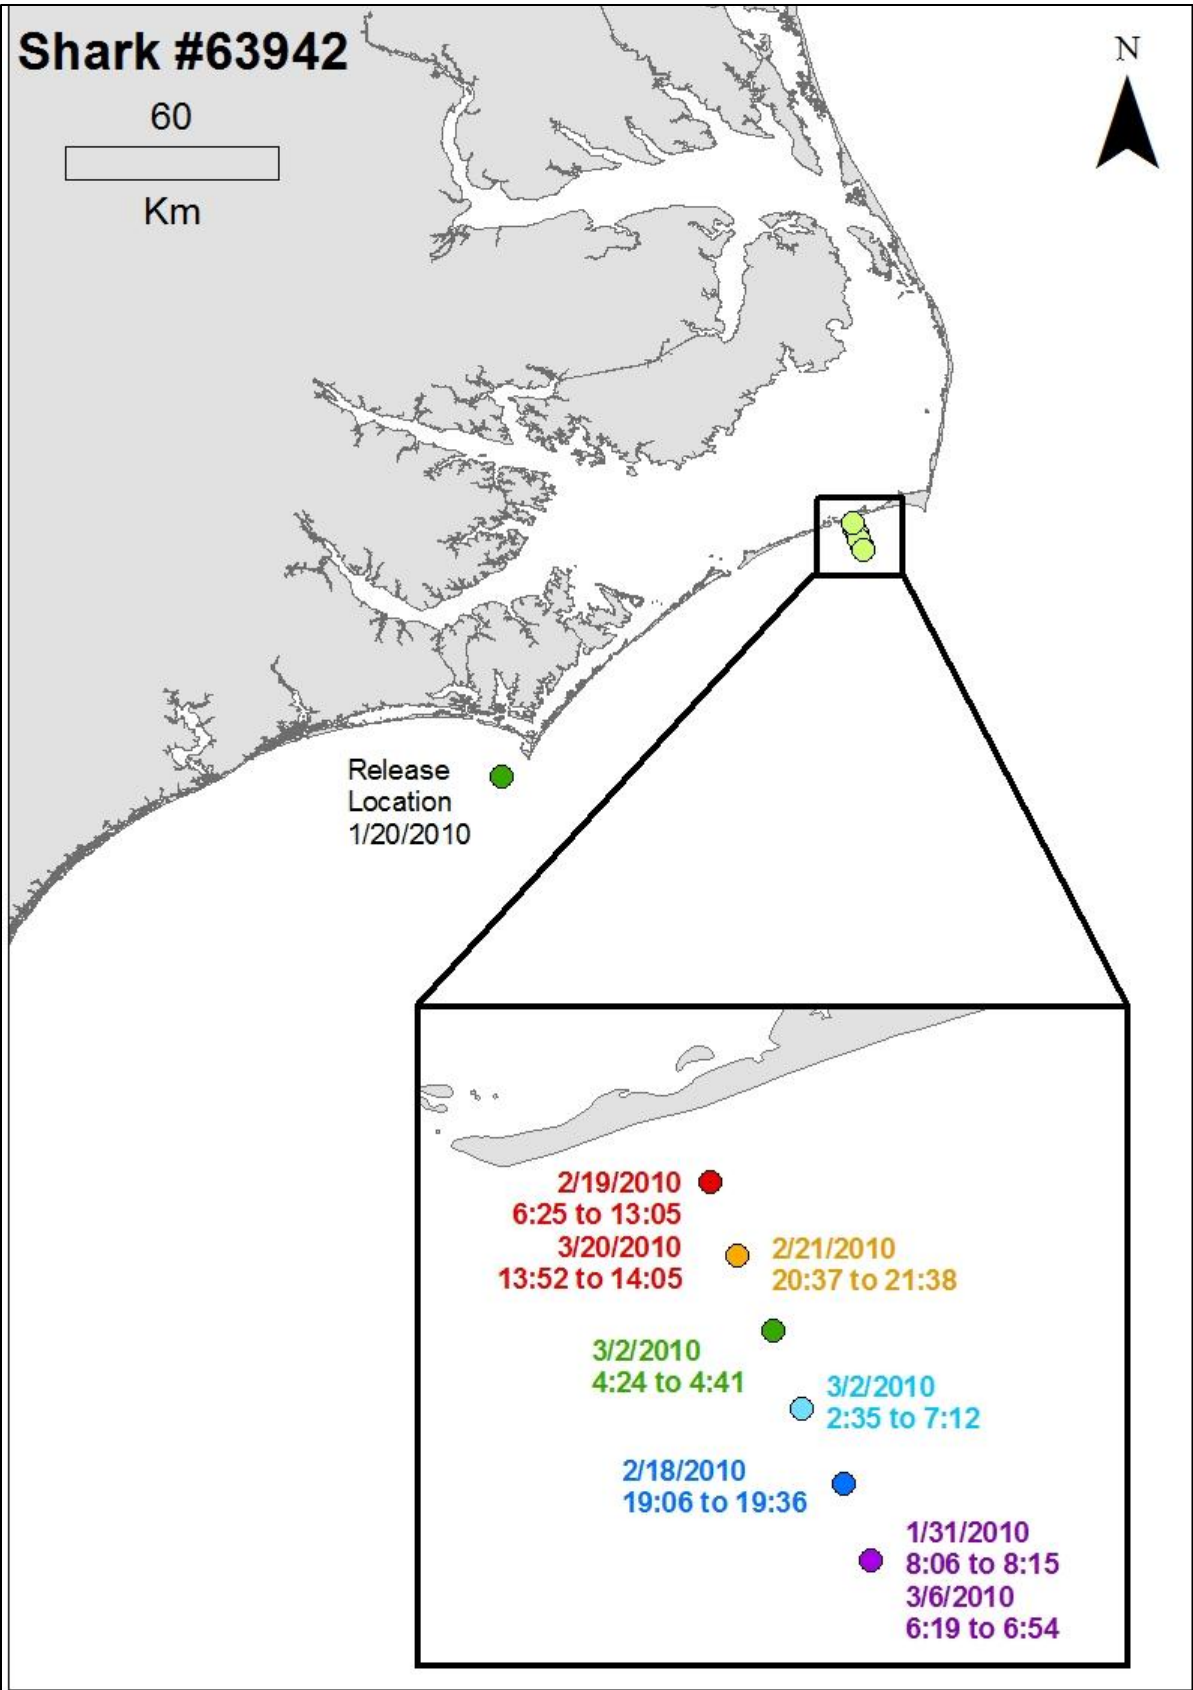 Shark #63942
N
60
Km
Release
Location
1/20/2010
2/19/2010
6:25 to 13:05
3/20/2010
13:52 to 14:05
2/21/2010
20:37 to 21:38
3/2/2010
4:24 to 4:41
3/2/2010
2:35 to 7:12
2/18/2010
19:06 to 19:36
1/31/2010
8:06 to 8:15
3/6/2010
6:19 to 6:54